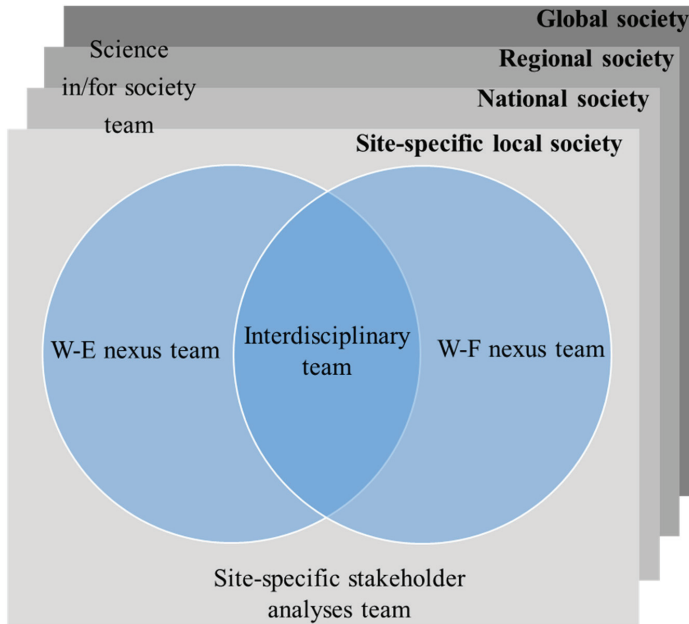 Global society
Science
in/for society
team
Regional society
National society
Site-specific local society
W-E nexus team
Interdisciplinary
team
W-F nexus team
Site-specific stakeholder
analyses team